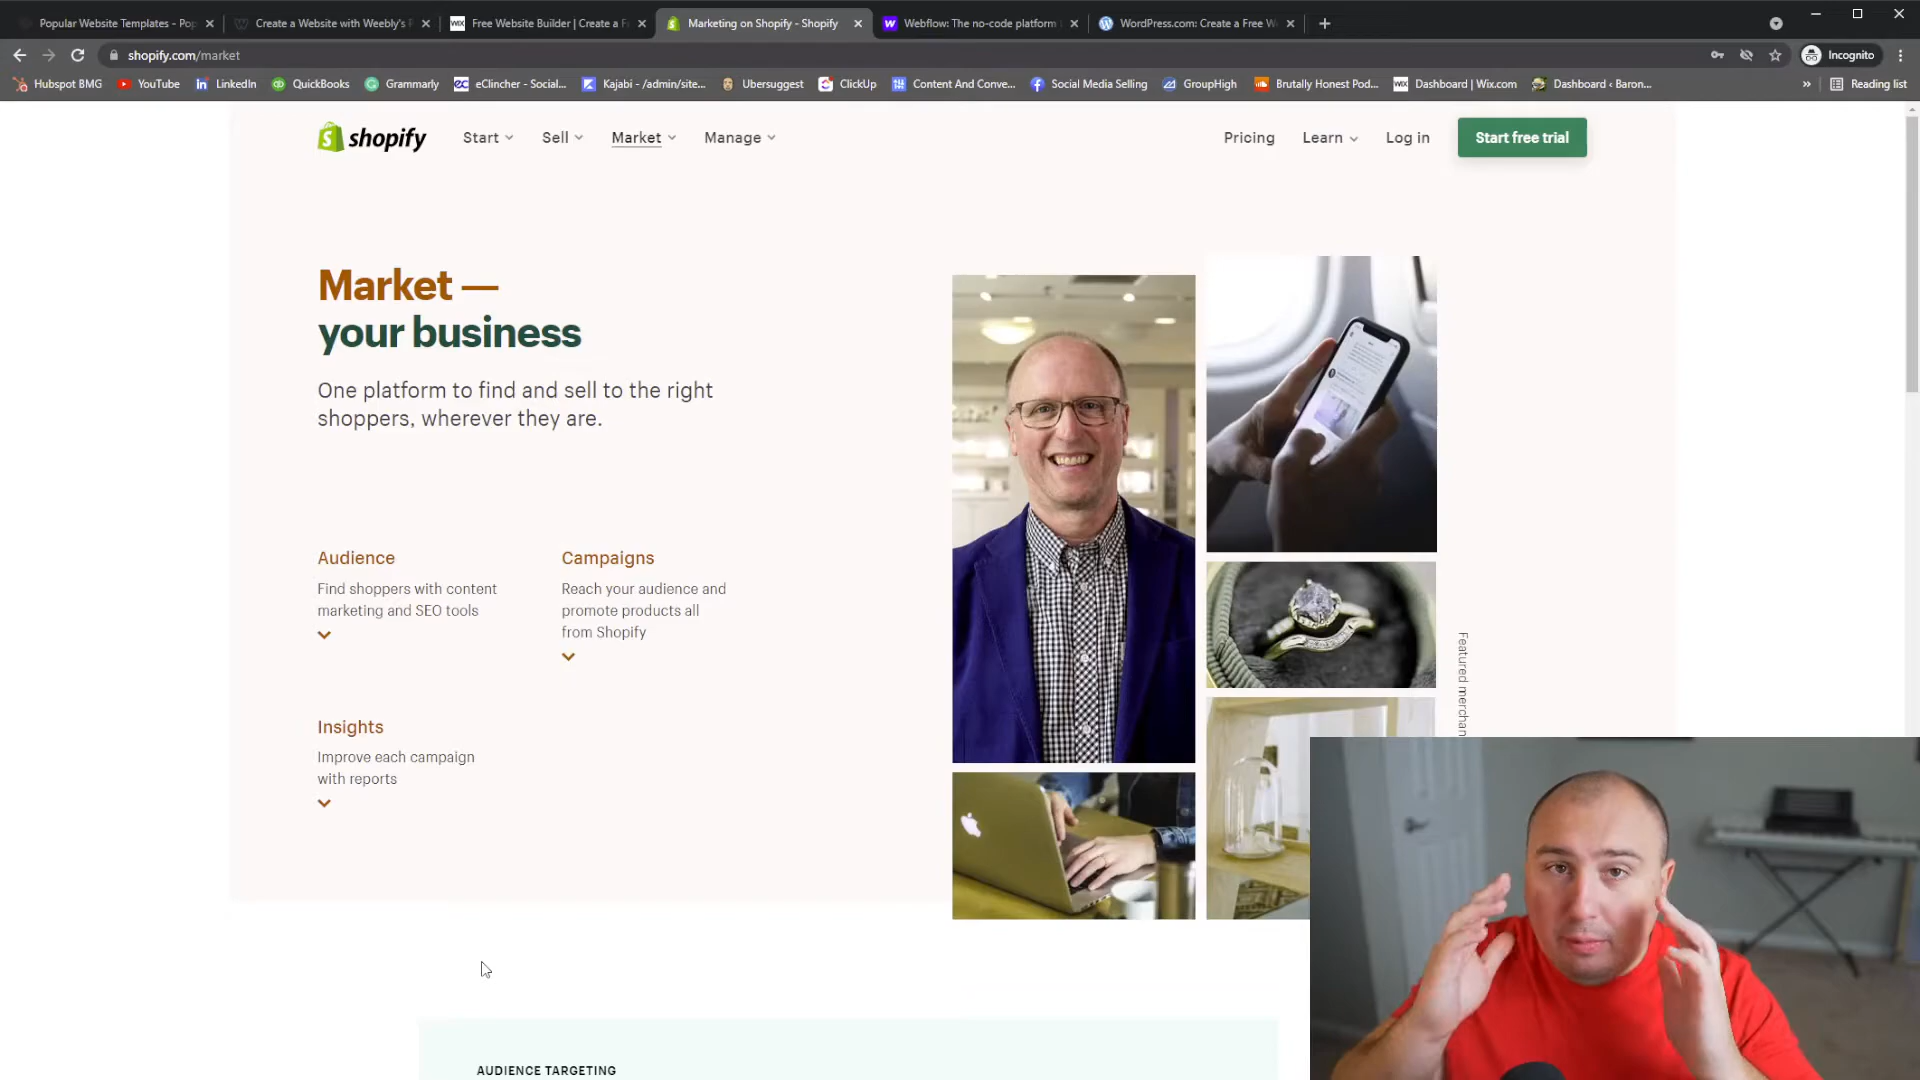 Popular Website Templates - Pop
Create a Website with Weebly's F
WIX Free Website Builder | Create a F
Marketing on Shopify - Shopify
Webflow: The no-code platform
WordPress.com: Create a Free W
shopify.com/market
Incognito
Hubspot BMG
YouTube
LinkedIn
QuickBooks
Grammarly
eClincher - Social...
Kajabi - /admin/site...
Ubersuggest
ClickUp
Content And Conve...
Social Media Selling
GroupHigh
Brutally Honest Pod...
WIX Dashboard | Wix.com
Dashboard ‹ Baron...
»
Reading list
shopify
Start
Sell
Market
Manage
Pricing
Learn
Log in
Start free trial
Market —
your business
One platform to find and sell to the right
shoppers, wherever they are.
Audience
Find shoppers with content
marketing and SEO tools
Campaigns
Reach your audience and
promote products all
from Shopify
Insights
Improve each campaign
with reports
Featured merchan
AUDIENCE TARGETING